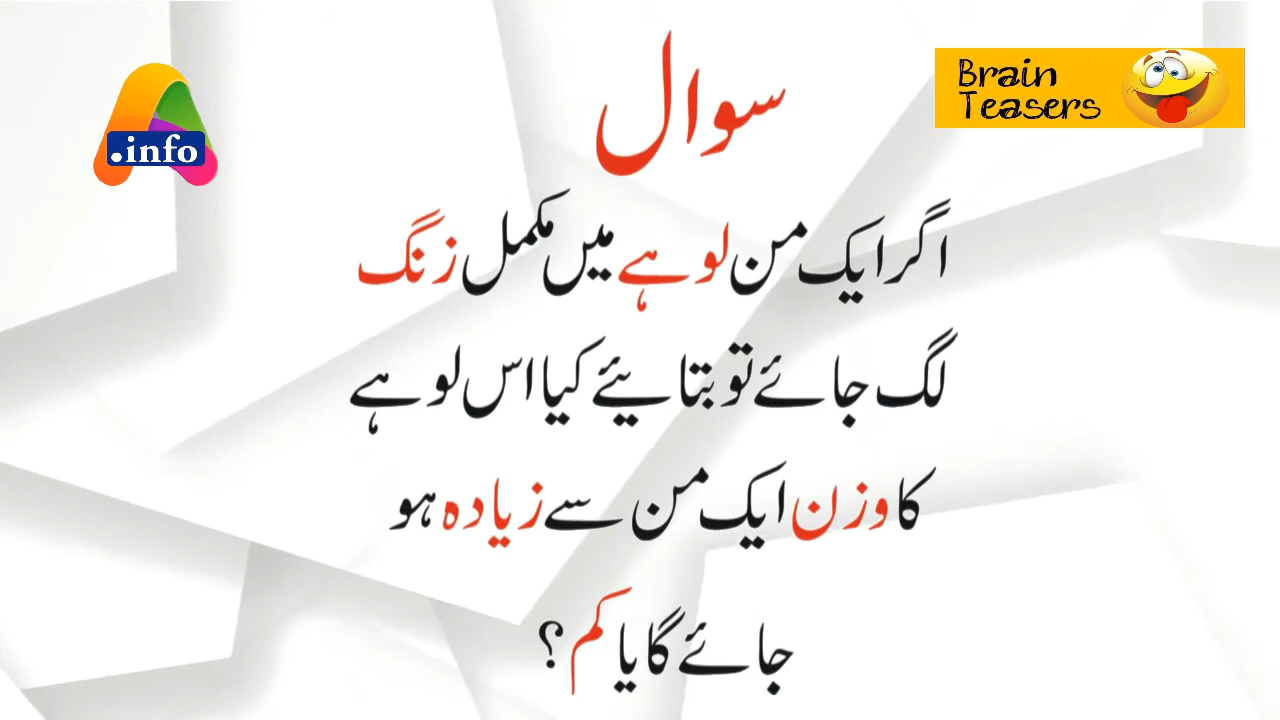 .info
Brain
Teasers
سوال
اگر ایک من لوہے میں مکمل زنگ
لگ جائے تو بتایئے کیا اس لوہے
کا وزن ایک من سے زیادہ ہو
جائے گا یا کم ؟